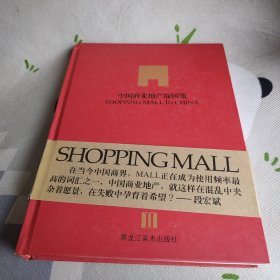 中国商业地产战国策
SHOPPING MALL IN CHINA
SHOPPING MALL
在当今中国商界，MALL正在成为使用频率最
高的词汇之一，中国商业地产，就这样在混乱中夹
杂着愿景，在失败中孕育着希望？——段宏斌
III
黑龙江美术出版社